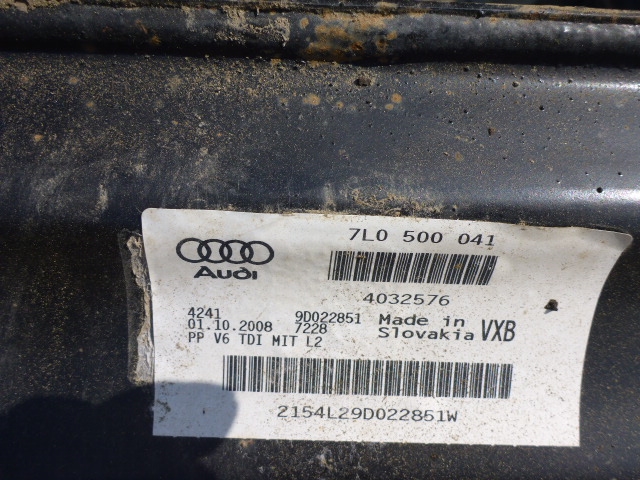 7L0 500 041
Audi
4032576
4241 9D022851 Made in VXB
01.10.2008 7228 Slovakia
PP V6 TDI MIT L2
2154L29D022851W